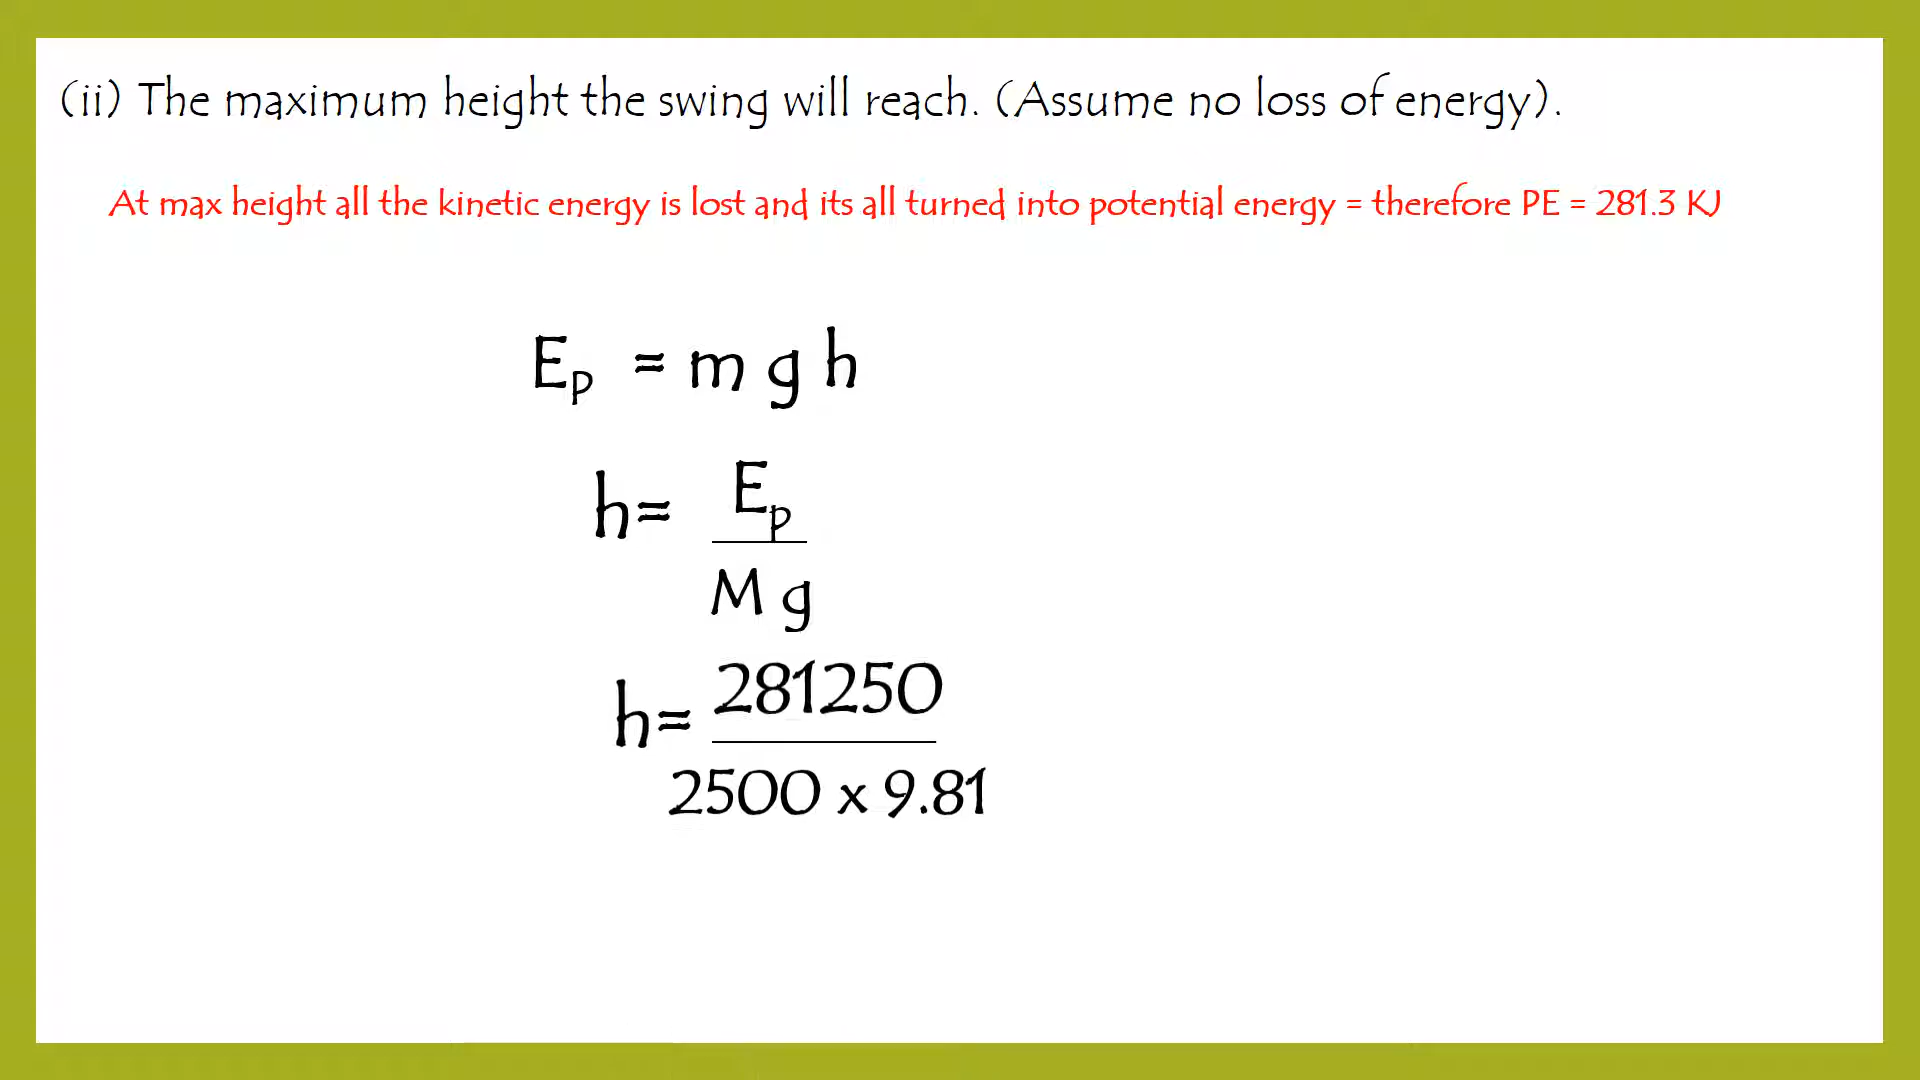 (ii) The maximum height the swing will reach. (Assume no loss of energy).
At max height all the kinetic energy is lost and its all turned into potential energy = therefore PE = 281.3 KJ
Ep = m g h
h= Ep
M g
h= 281250
2500 x 9.81